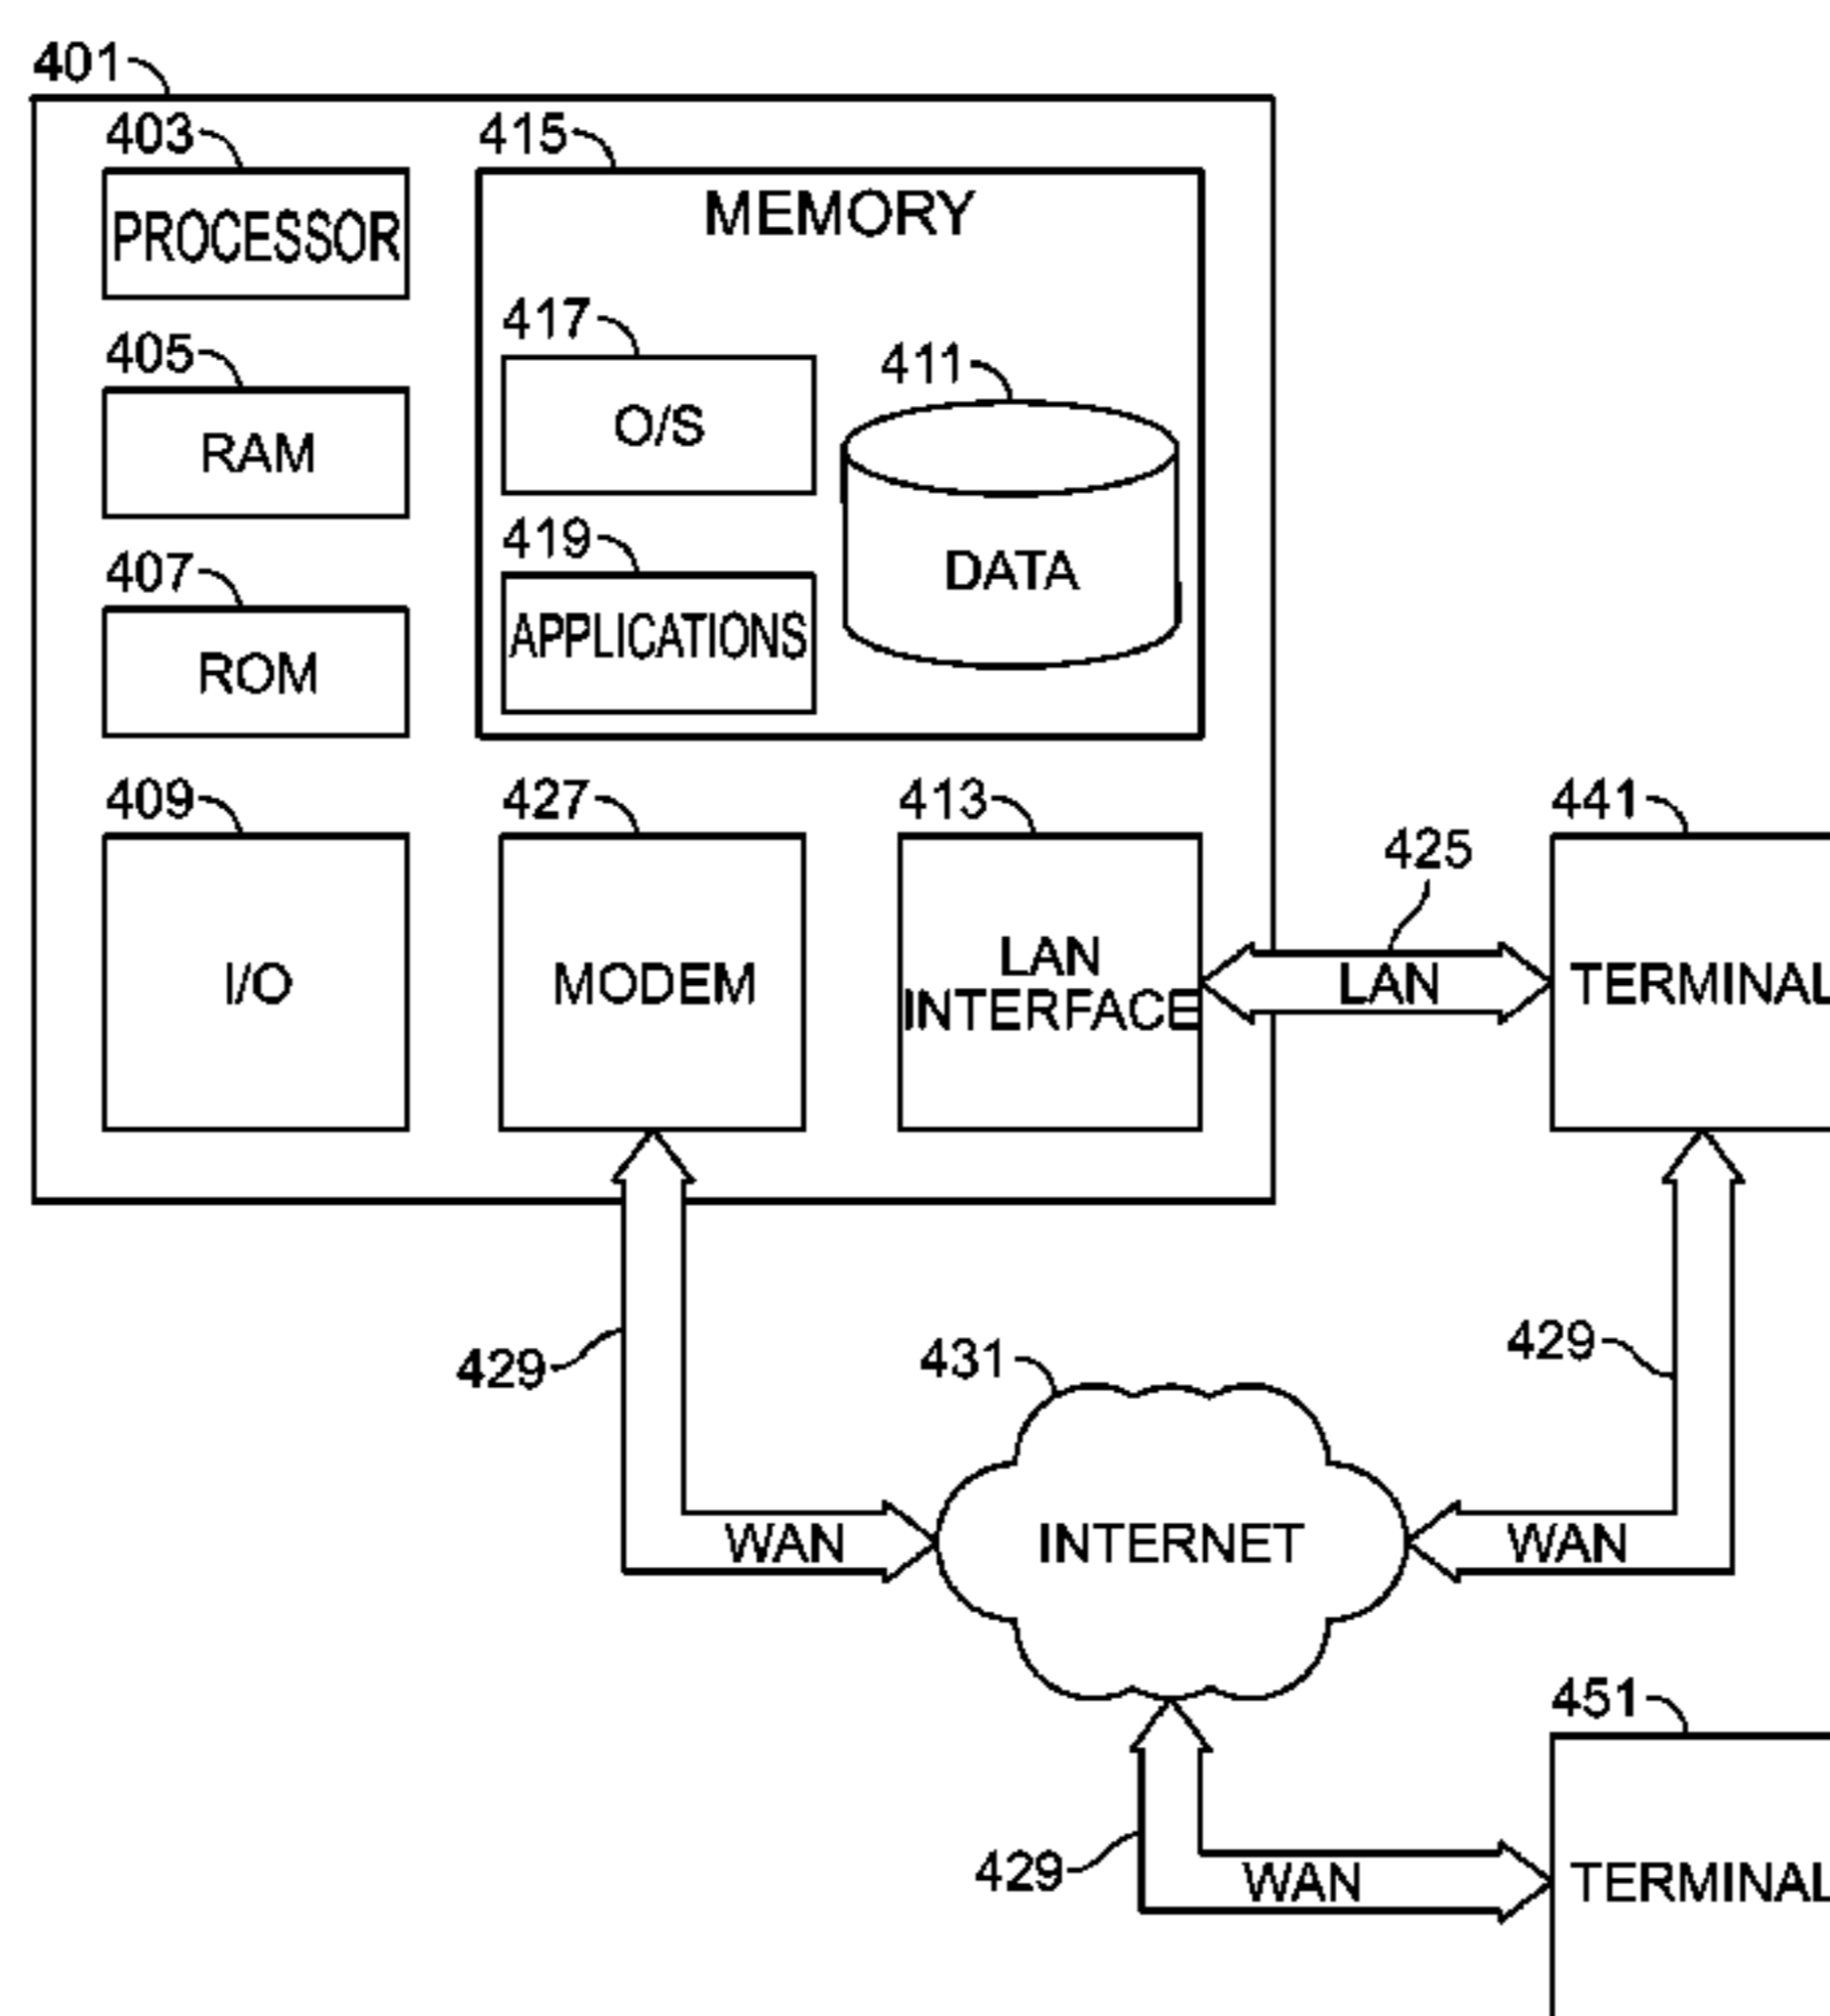 401
403
PROCESSOR
405
RAM
407
ROM
409
I/O
415
MEMORY
417
O/S
411
DATA
419
APPLICATIONS
427
MODEM
413
LAN
INTERFACE
425
LAN
441
TERMINAL
429
WAN
431
INTERNET
429
WAN
429
WAN
451
TERMINAL